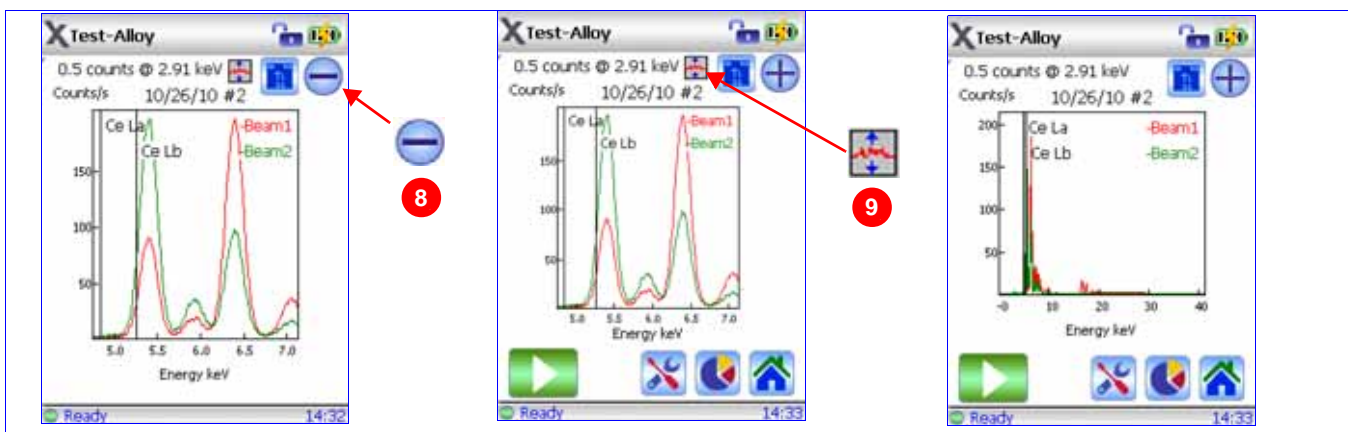 Test-Alloy
0.5 counts @ 2.91 keV
Counts/s
10/26/10 #2
Ce La
-Beam1
Ce Lb
-Beam2
150
100
50
5.0 5.5 6.0 6.5 7.0
Energy keV
Ready 14:32
8
Test-Alloy
0.5 counts @ 2.91 keV
Counts/s
10/26/10 #2
Ce La
-Beam1
Ce Lb
-Beam2
150
100
50
5.0 5.5 6.0 6.5 7.0
Energy keV
Ready 14:33
9
Test-Alloy
0.5 counts @ 2.91 keV
Counts/s
10/26/10 #2
200
Ce La
-Beam1
Ce Lb
-Beam2
100
50
-0 10 20 30 40
Energy keV
Ready 14:33